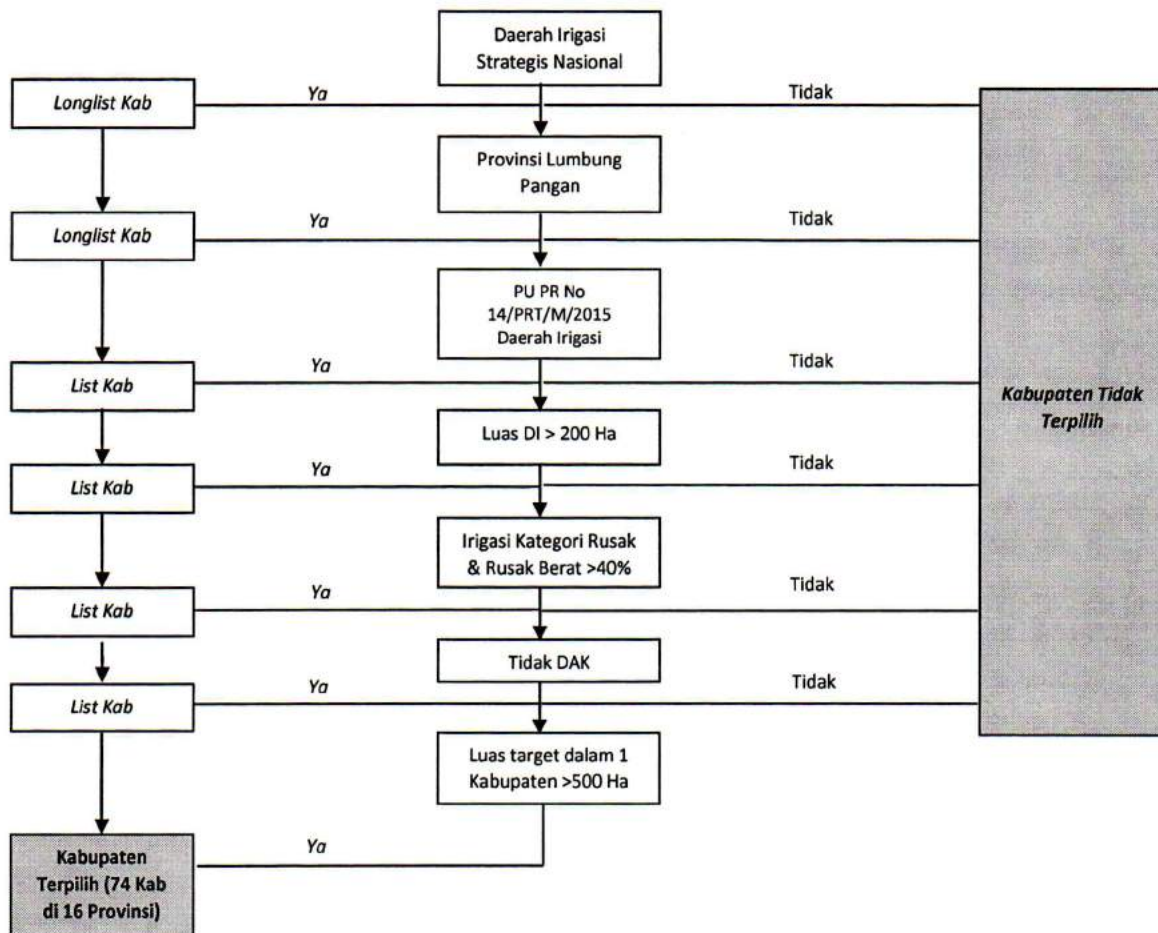 Daerah Irigasi
Strategis Nasional
Longlist Kab
Ya
Tidak
Provinsi Lumbung
Pangan
Longlist Kab
Ya
Tidak
PU PR No
14/PRT/M/2015
Daerah Irigasi
List Kab
Ya
Tidak
Kabupaten Tidak
Terpilih
Luas DI > 200 Ha
List Kab
Ya
Tidak
Irigasi Kategori Rusak
& Rusak Berat >40%
List Kab
Ya
Tidak
Tidak DAK
List Kab
Ya
Tidak
Luas target dalam 1
Kabupaten >500 Ha
Kabupaten
Terpilih (74 Kab
di 16 Provinsi)
Ya